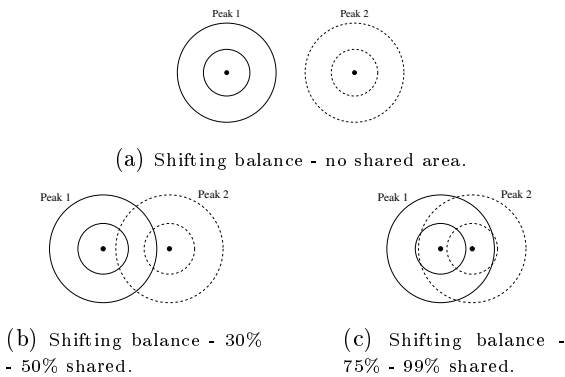 Peak 1
Peak 2
(a) Shifting balance - no shared area.
Peak 1
Peak 2
(b) Shifting balance - 30%
- 50% shared.
Peak 1
Peak 2
(c) Shifting balance -
75% - 99% shared.